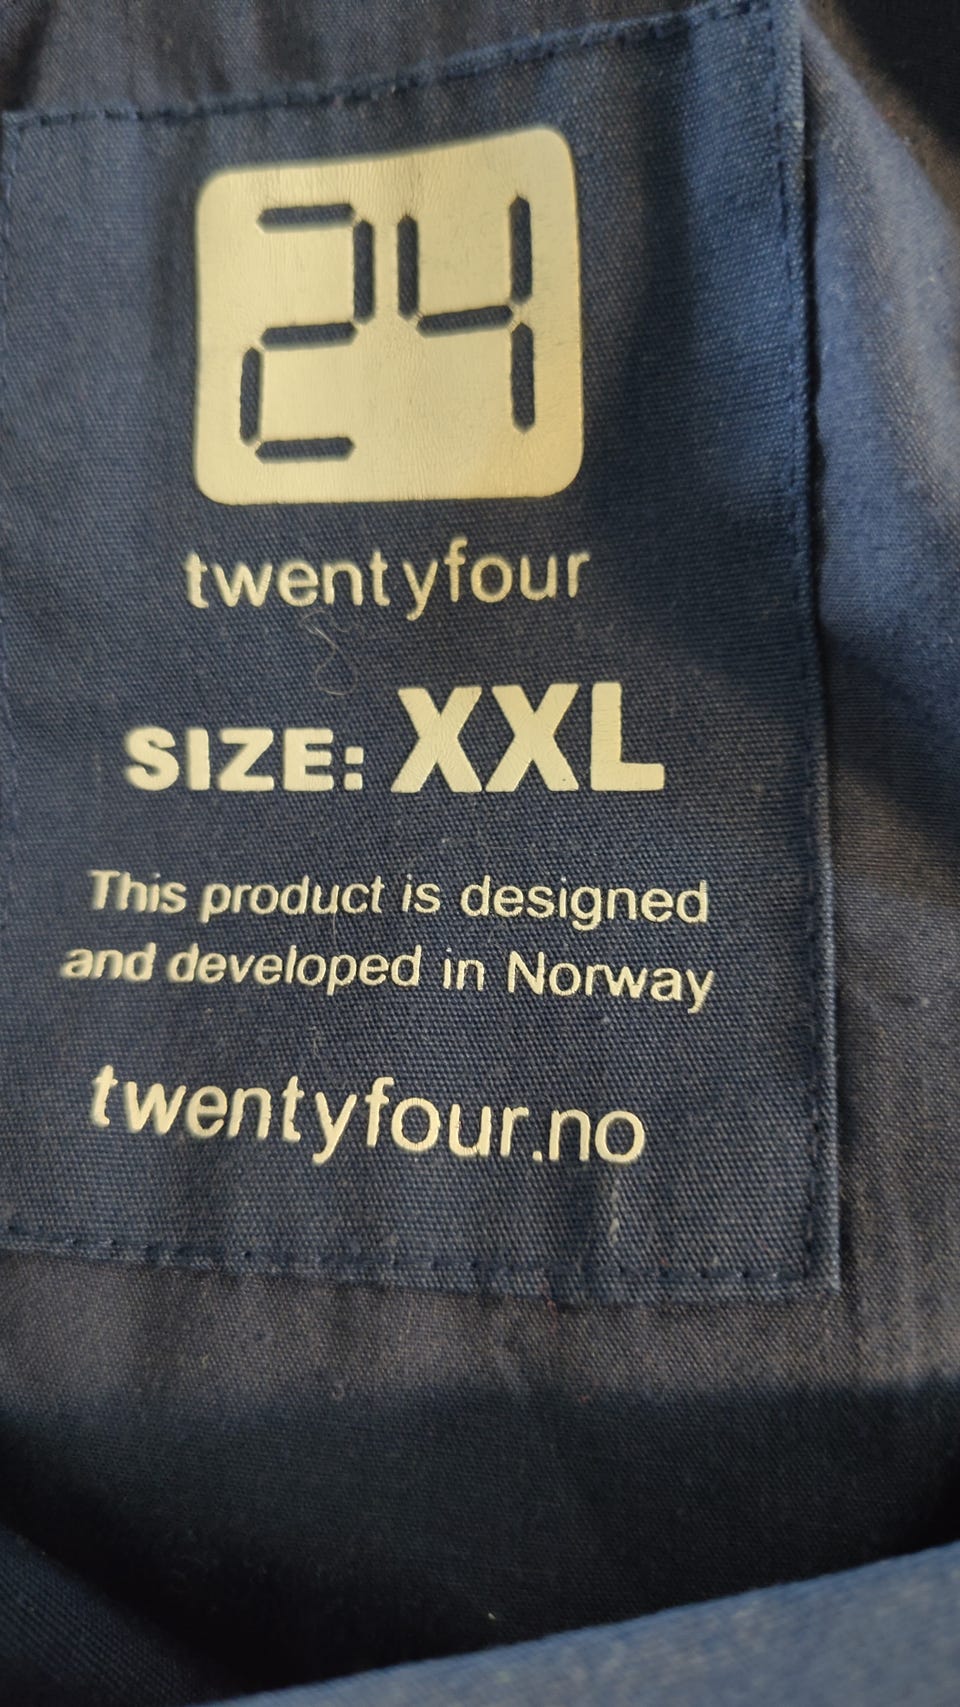 24
twentyfour
SIZE: XXL
This product is designed
and developed in Norway
twentyfour.no